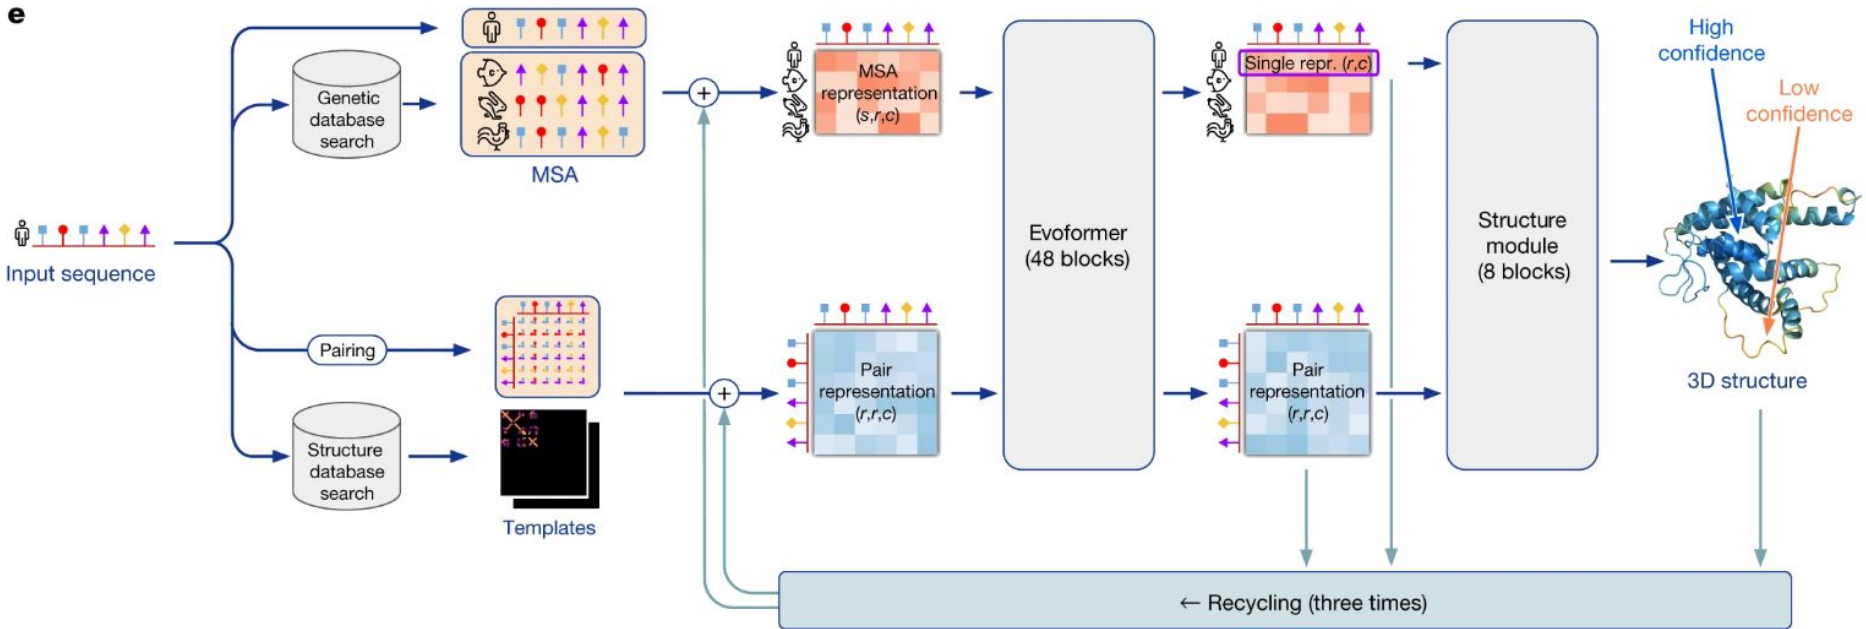 e
Input sequence
Genetic
database
search
MSA
Pairing
Structure
database
search
Templates
+
+
MSA
representation
(s,r,c)
Pair
representation
(r,r,c)
Evoformer
(48 blocks)
Single repr. (r,c)
Pair
representation
(r,r,c)
Structure
module
(8 blocks)
High
confidence
Low
confidence
3D structure
← Recycling (three times)